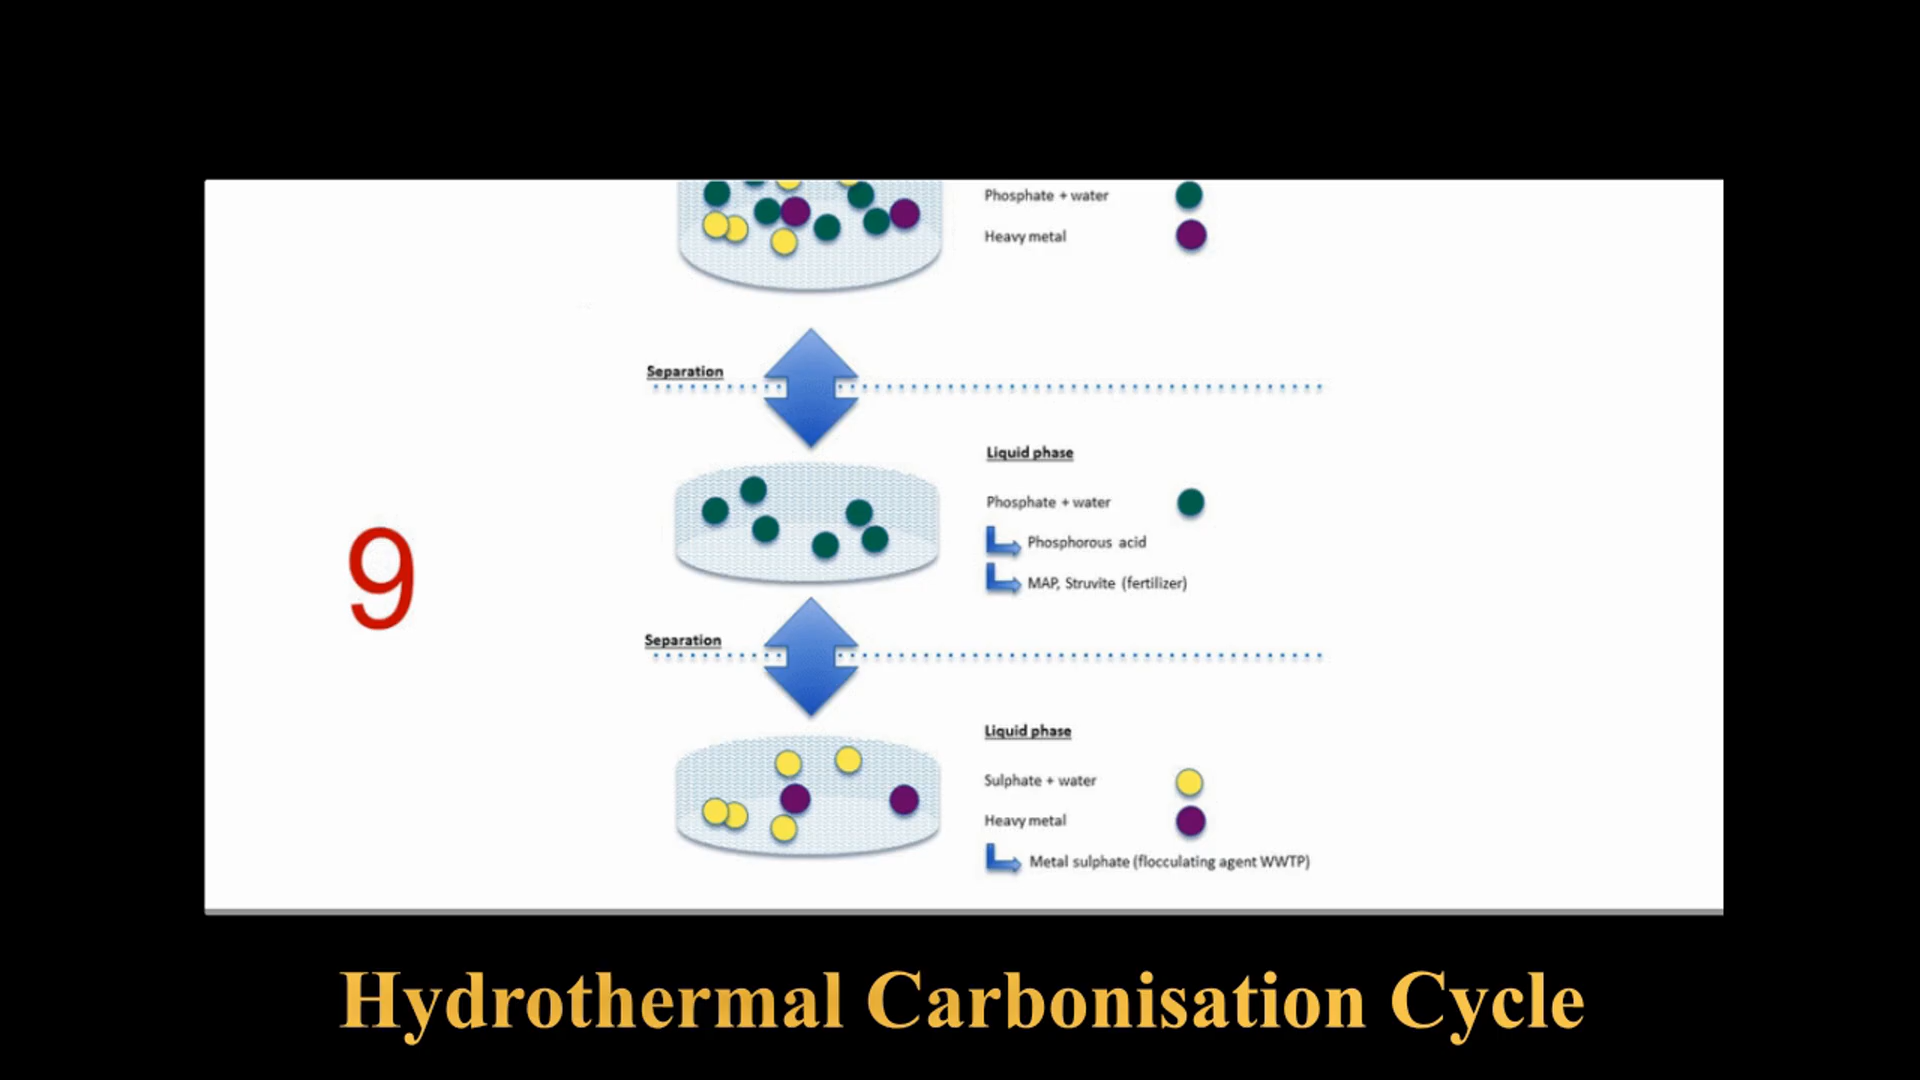 Phosphate + water
Heavy metal
Separation
Liquid phase
Phosphate + water
Phosphorous acid
MAP, Struvite (fertilizer)
9
Separation
Liquid phase
Sulphate + water
Heavy metal
Metal sulphate (flocculating agent WWTP)
Hydrothermal Carbonisation Cycle